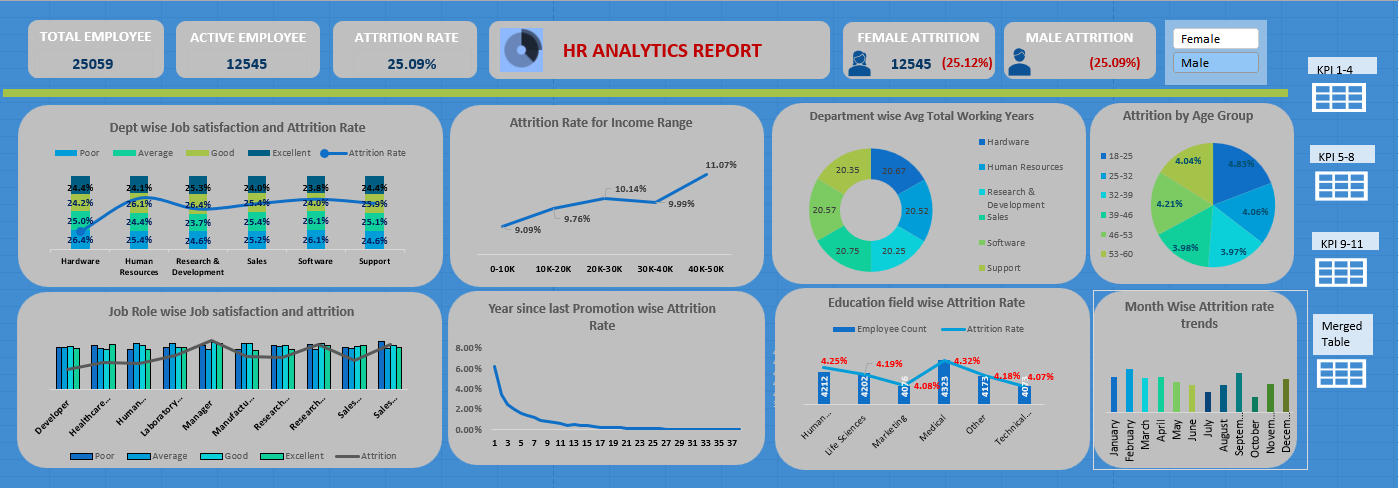 TOTAL EMPLOYEE
25059
ACTIVE EMPLOYEE
12545
ATTRITION RATE
25.09%
HR ANALYTICS REPORT
FEMALE ATTRITION
12545 (25.12%)
MALE ATTRITION
(25.09%)
Female
Male
KPI 1-4
KPI 5-8
KPI 9-11
Merged
Table
Dept wise Job satisfaction and Attrition Rate
Poor Average Good Excellent Attrition Rate
24.4% 24.1% 25.3% 24.0% 23.8% 24.4%
24.2% 26.1% 26.4% 25.4% 24.0% 25.9%
25.0% 24.4% 23.7% 25.4% 26.1% 25.1%
26.4% 25.4% 24.6% 25.2% 26.1% 24.6%
Hardware Human Research & Sales Software Support
Resources Development
Attrition Rate for Income Range
11.07%
10.14%
9.99%
9.76%
9.09%
0-10K 10K-20K 20K-30K 30K-40K 40K-50K
Department wise Avg Total Working Years
20.35 20.67
20.57 20.52
20.75 20.25
Hardware
Human Resources
Research &
Development
Sales
Software
Support
Attrition by Age Group
18-25
25-32
32-39
39-46
46-53
53-60
4.04% 4.83%
4.21% 4.06%
3.98% 3.97%
Job Role wise Job satisfaction and attrition
Developer Healthcare... Human... Laboratory... Manager Manufactu... Research... Research... Sales... Sales...
Poor Average Good Excellent Attrition
Year since last Promotion wise Attrition
Rate
8.00%
6.00%
4.00%
2.00%
0.00%
1 3 5 7 9 11 13 15 17 19 21 23 25 27 29 31 33 35 37
Education field wise Attrition Rate
Employee Count Attrition Rate
4.25% 4.19% 4.08% 4.32% 4.18% 4.07%
4212 4202 4076 4323 4173
Human... Life Sciences Marketing Medical Other Technical...
Month Wise Attrition rate
trends
January February March April May June July August Septem... October Novem... Decem...